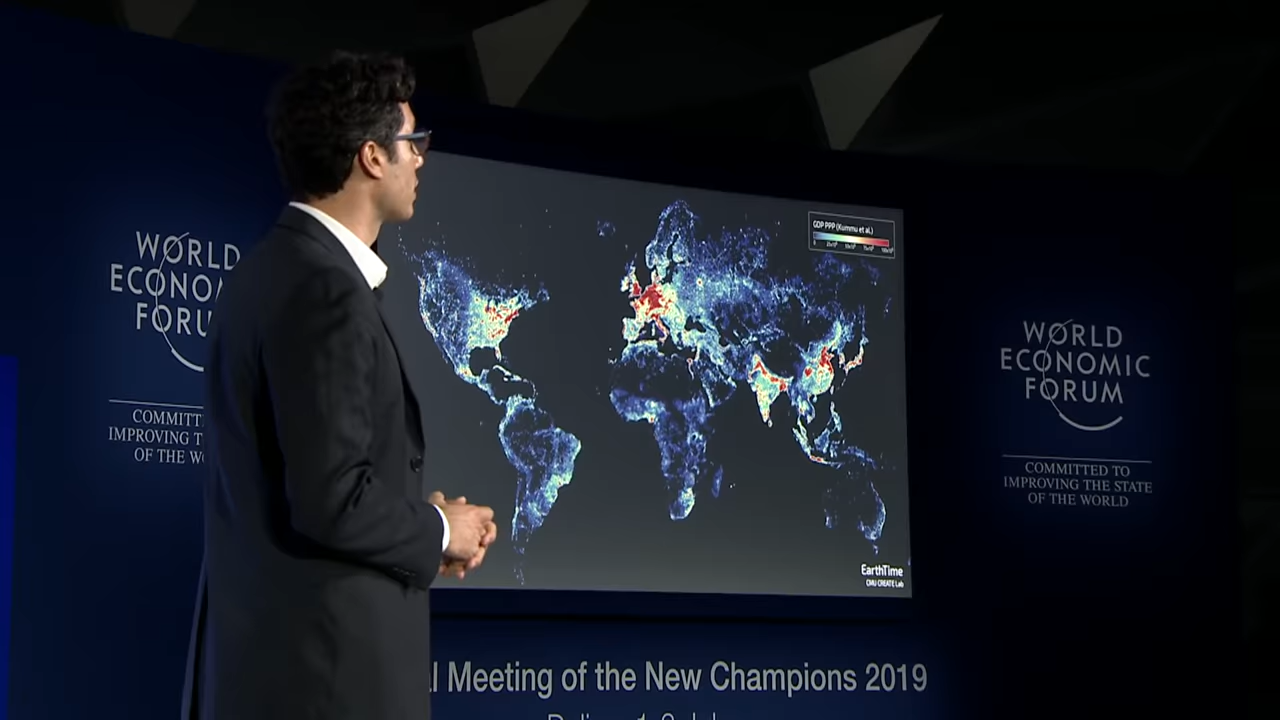 WORLD
ECONO
FORU
COMMITT
IMPROVING T
OF THE WO
GDP PPP (Kummu et al.)
EarthTime
CMU CREATE Lab
WORLD
ECONOMIC
FORUM
COMMITTED TO
IMPROVING THE STATE
OF THE WORLD
l Meeting of the New Champions 2019